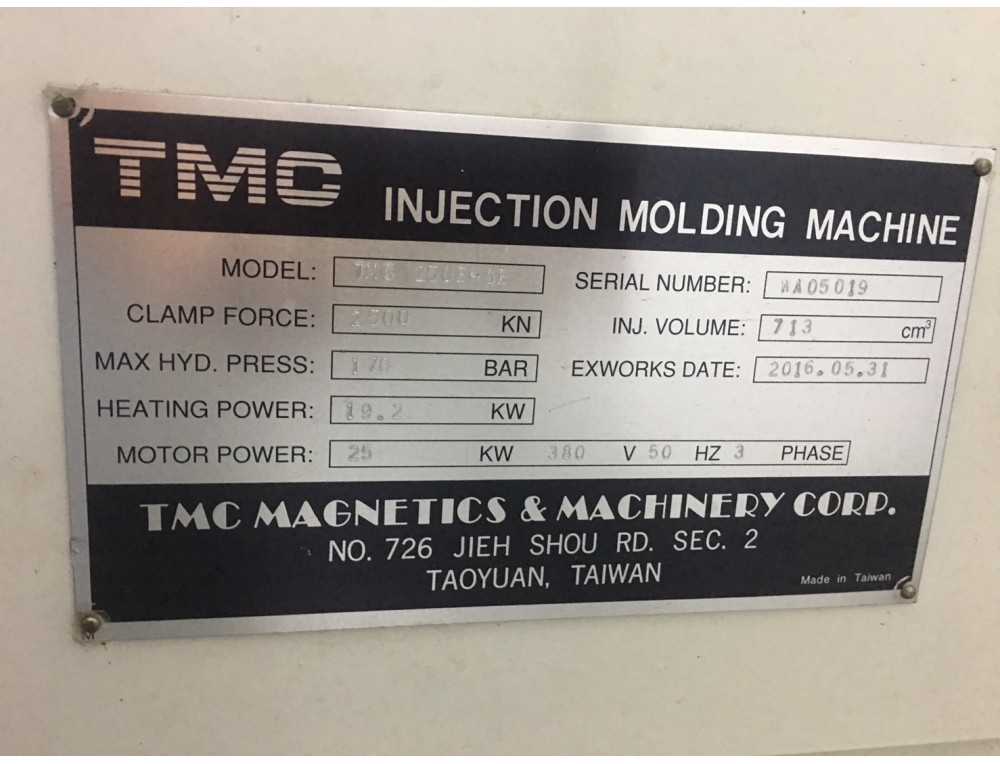 TMC INJECTION MOLDING MACHINE
MODEL:
SERIAL NUMBER: WA05019
CLAMP FORCE: KN
INJ. VOLUME: 713 cm³
MAX HYD. PRESS: BAR
EXWORKS DATE: 2016.05.31
HEATING POWER: 19.2 KW
MOTOR POWER: 25 KW 380 V 50 HZ 3 PHASE
TMC MAGNETICS & MACHINERY CORP.
NO. 726 JIEH SHOU RD. SEC. 2
TAOYUAN, TAIWAN
Made in Taiwan